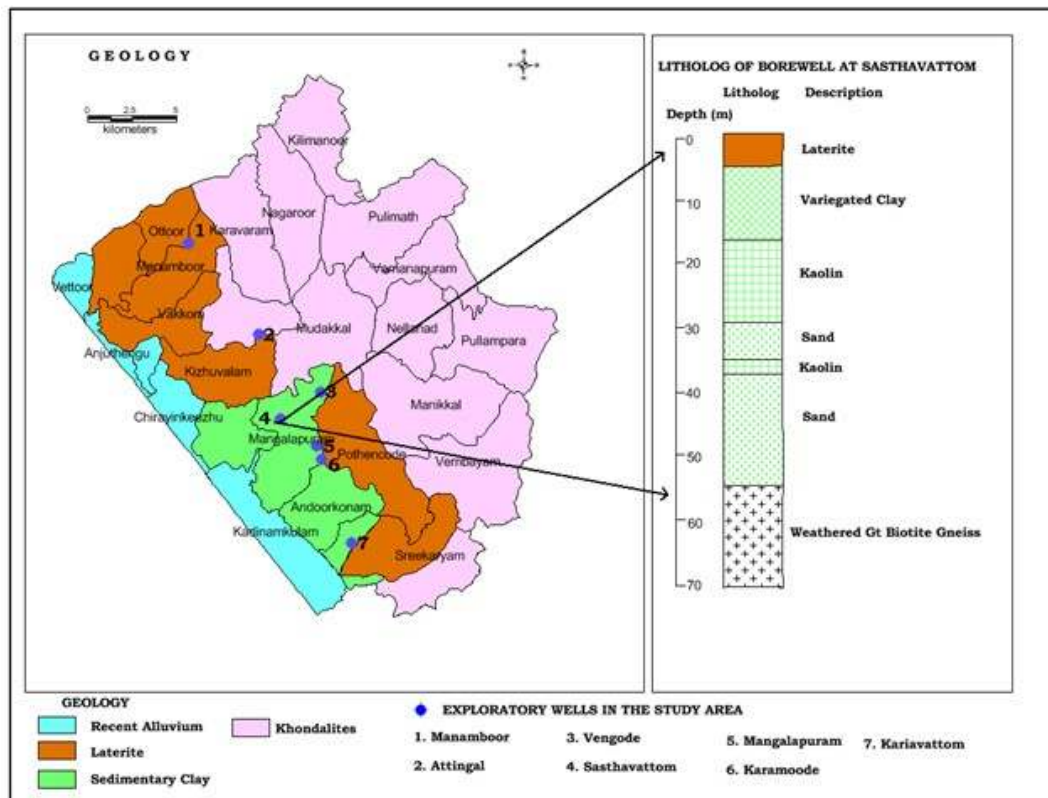 GEOLOGY
0 2.5 5
kilometers
Kilimanoor
Nagaroor
Pulimath
Ottoor
1
Karavaram
Manamboor
Vamanapuram
Vettoor
Vakkom
2
Mudakkal
Nellanad
Pullampara
Anjuthengu
Kizhuvalam
3
Manikkal
Chirayinkeezhu
4
Mangalapuram
5
Pothencode
6
Vembayam
Andoorkonam
Kadinamkulam
7
Sreekaryam
LITHOLOG OF BOREWELL AT SASTHAVATTOM
Litholog Description
Depth (m)
0
Laterite
10
Variegated Clay
20
Kaolin
30
Sand
Kaolin
40
Sand
50
60
Weathered Gt Biotite Gneiss
70
GEOLOGY
Recent Alluvium
Khondalites
Laterite
Sedimentary Clay
EXPLORATORY WELLS IN THE STUDY AREA
1. Manamboor 3. Vengode 5. Mangalapuram 7. Kariavattom
2. Attingal 4. Sasthavattom 6. Karamoode